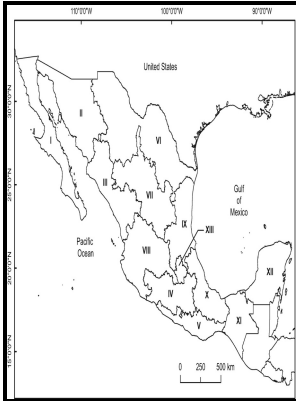 110°0'0"W
100°0'0"W
90°0'0"W
United States
30°0'0"N
II
I
VI
III
25°0'0"N
VII
Gulf
of
Mexico
IX
XIII
Pacific
Ocean
VIII
20°0'0"N
XII
IV
X
V
XI
15°0'0"N
0 250 500 km